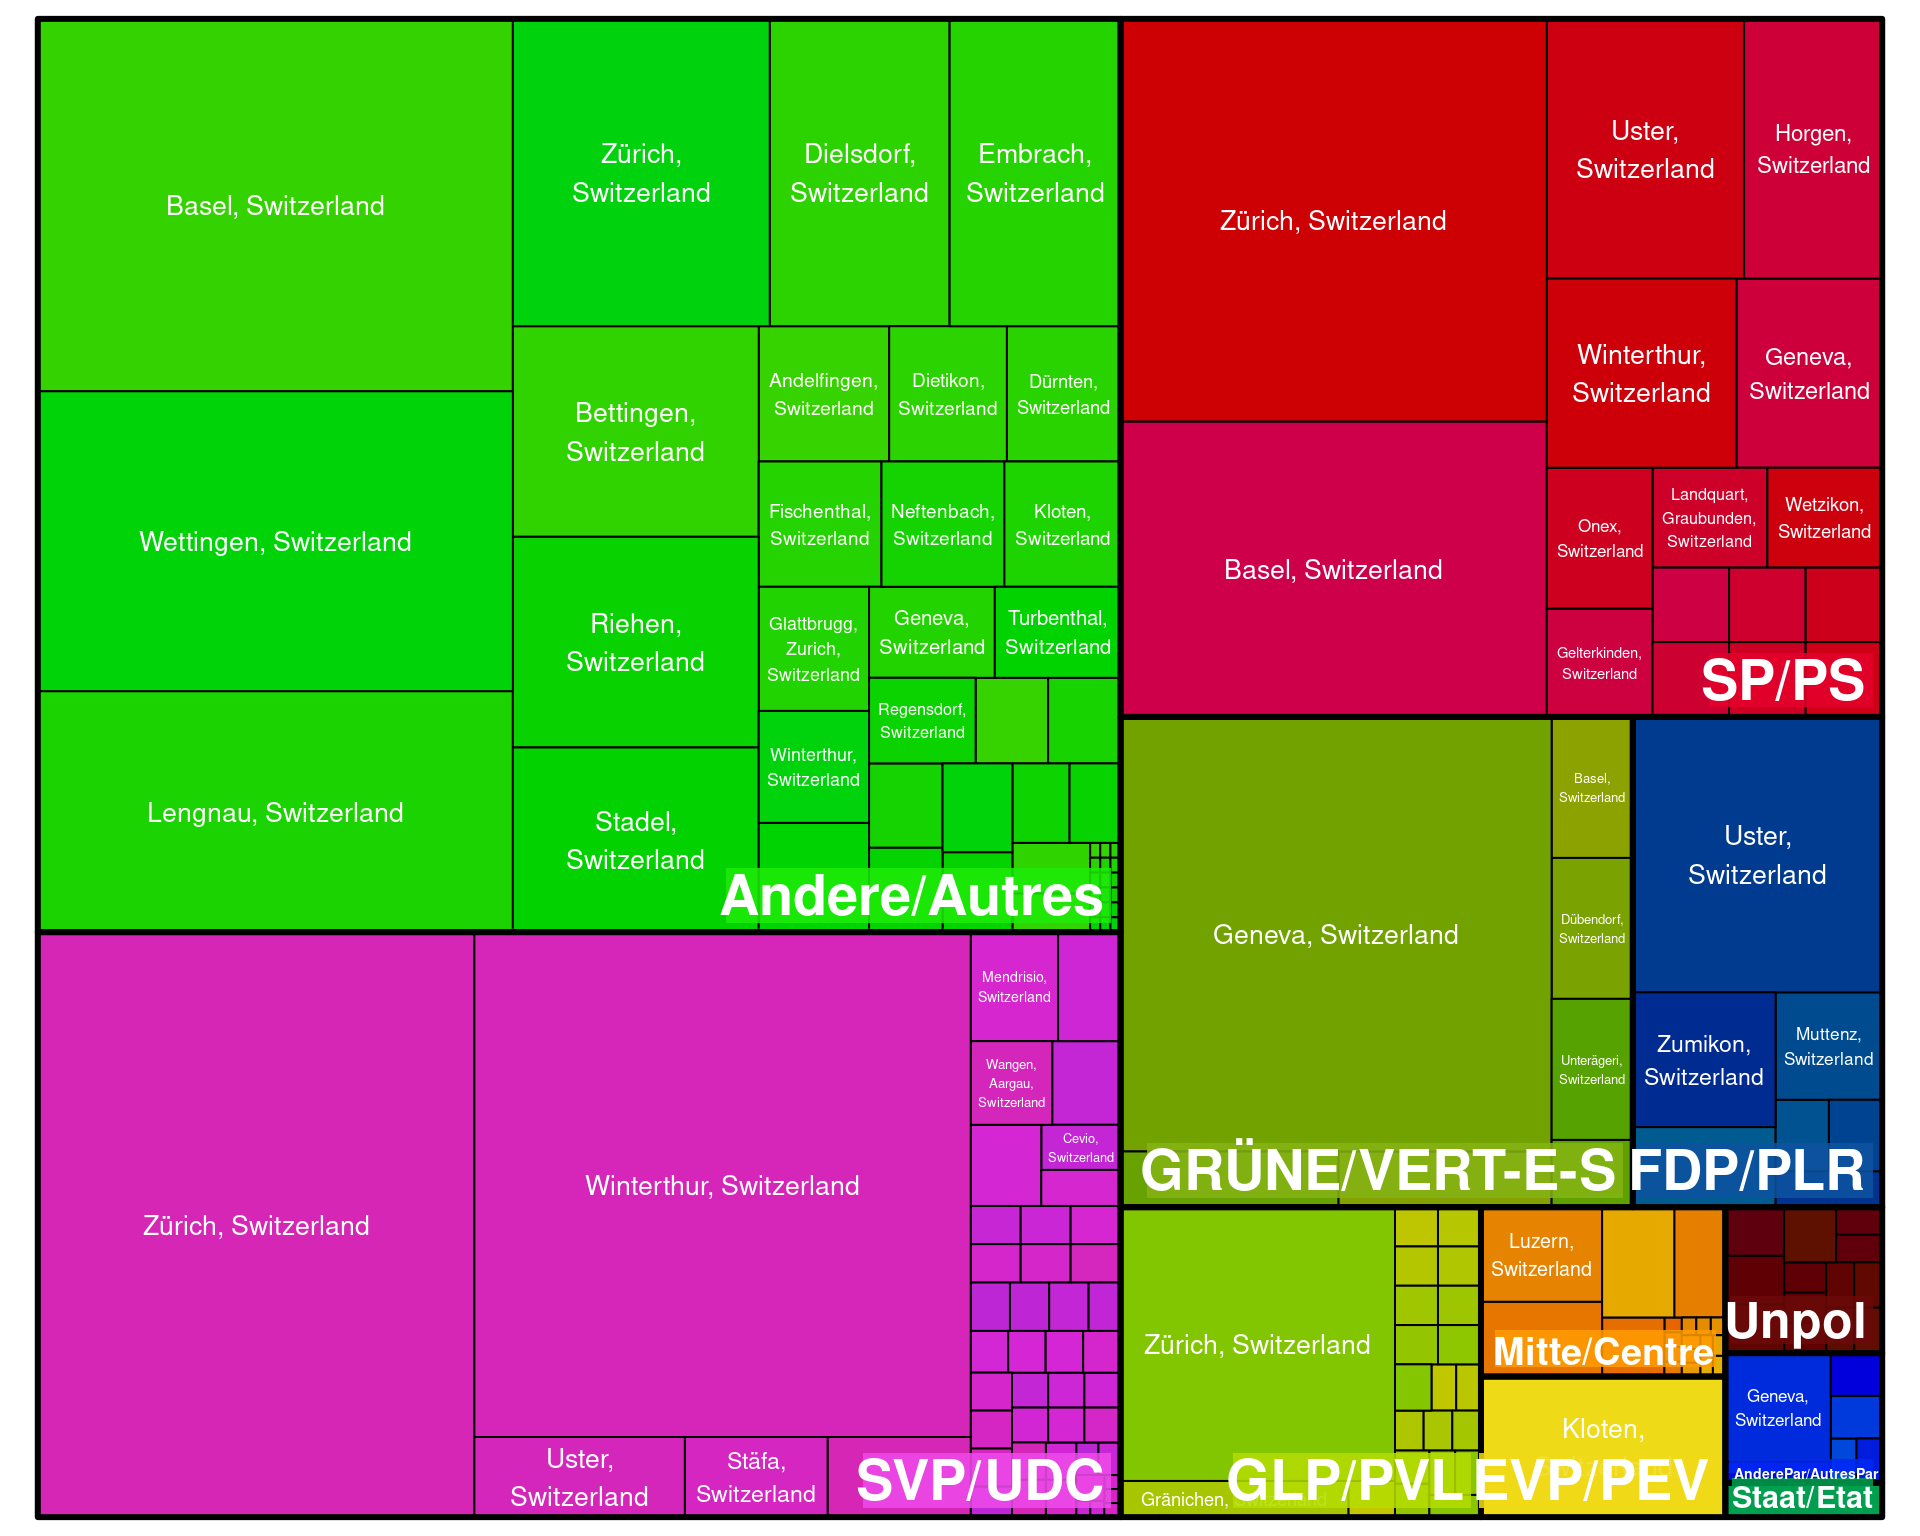 Basel, Switzerland
Wettingen, Switzerland
Lengnau, Switzerland
Zürich,
Switzerland
Dielsdorf,
Switzerland
Embrach,
Switzerland
Bettingen,
Switzerland
Riehen,
Switzerland
Stadel,
Switzerland
Andelfingen,
Switzerland
Dietikon,
Switzerland
Dürnten,
Switzerland
Fischenthal,
Switzerland
Neftenbach,
Switzerland
Kloten,
Switzerland
Glattbrugg,
Zurich,
Switzerland
Geneva,
Switzerland
Turbenthal,
Switzerland
Regensdorf,
Switzerland
Winterthur,
Switzerland
Andere/Autres
Zürich, Switzerland
Basel, Switzerland
Uster,
Switzerland
Horgen,
Switzerland
Winterthur,
Switzerland
Geneva,
Switzerland
Onex,
Switzerland
Landquart,
Graubunden,
Switzerland
Wetzikon,
Switzerland
Gelterkinden,
Switzerland
SP/PS
Zürich, Switzerland
Winterthur, Switzerland
Uster,
Switzerland
Stäfa,
Switzerland
Mendrisio,
Switzerland
Wangen,
Aargau,
Switzerland
Cevio,
Switzerland
SVP/UDC
Geneva, Switzerland
Basel,
Switzerland
Dübendorf,
Switzerland
Unterägeri,
Switzerland
GRÜNE/VERT-E-S
Uster,
Switzerland
Zumikon,
Switzerland
Muttenz,
Switzerland
FDP/PLR
Zürich, Switzerland
Gränichen, Switzerland
GLP/PVL
Luzern,
Switzerland
Mitte/Centre
Kloten,
EVP/PEV
Unpol
Geneva,
Switzerland
AnderePar/AutresPar
Staat/Etat